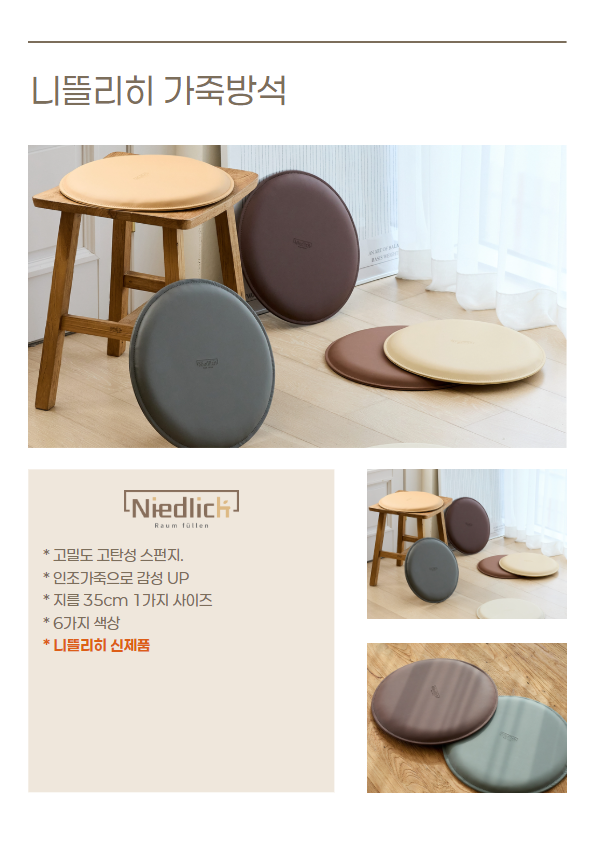 니뜰리히 가죽방석
Niedlich
Raum füllen
* 고밀도 고탄성 스펀지.
* 인조가죽으로 감성 UP
* 지름 35cm 1가지 사이즈
* 6가지 색상
* 니뜰리히 신제품